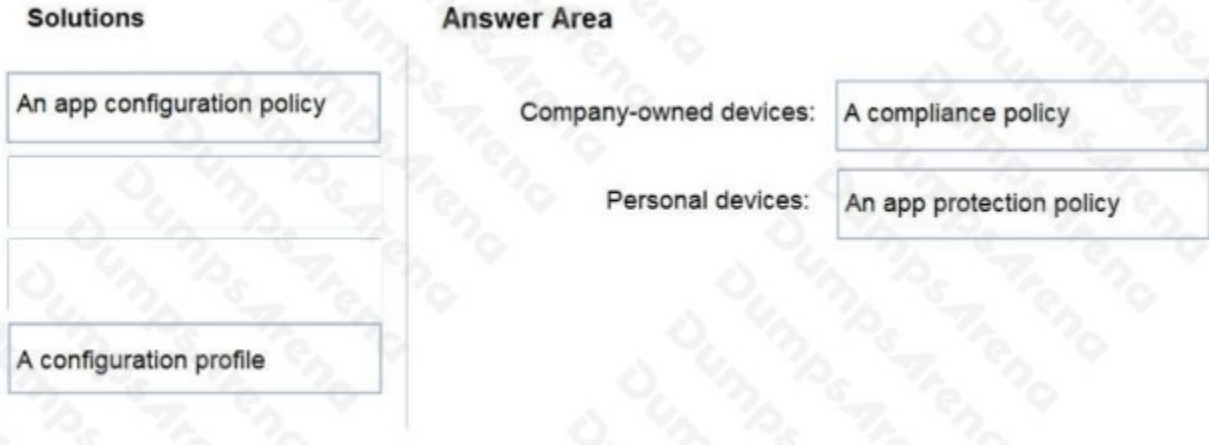 Solutions
Answer Area
An app configuration policy
Company-owned devices:
A compliance policy
Personal devices:
An app protection policy
A configuration profile
DumpsArena